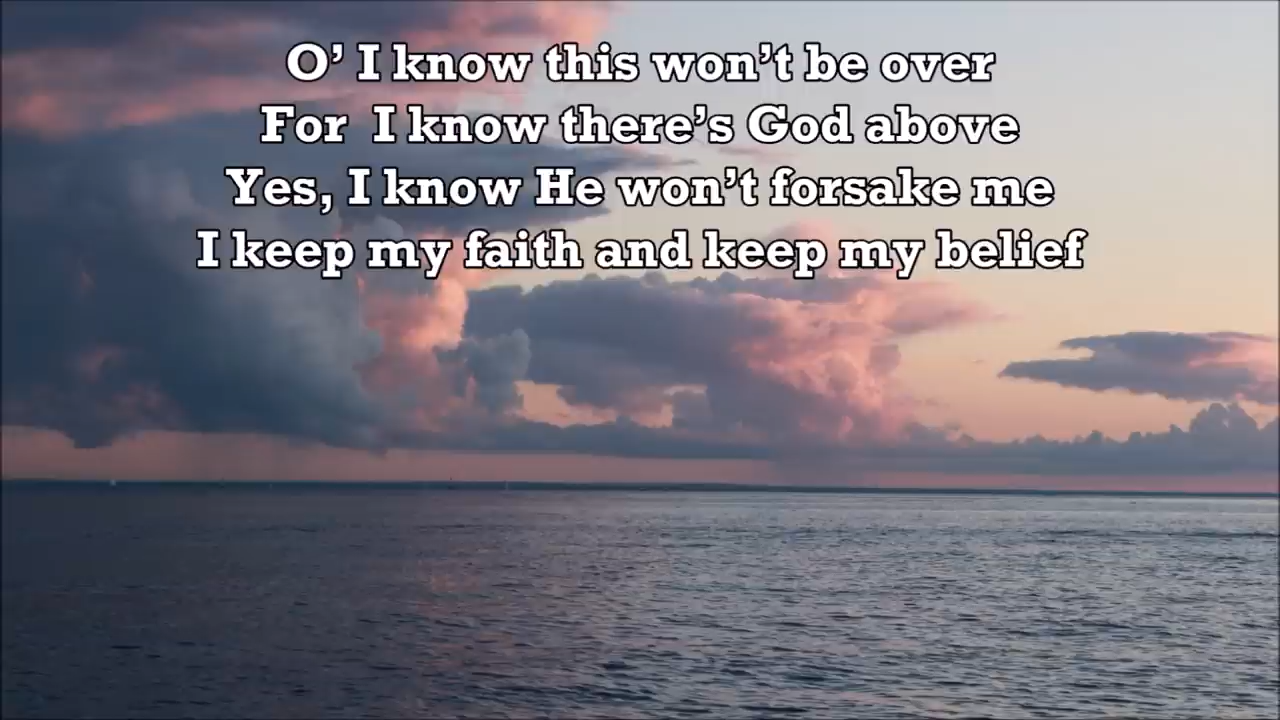 O’ I know this won’t be over
For  I know there’s God above
Yes, I know He won’t forsake me
I keep my faith and keep my belief